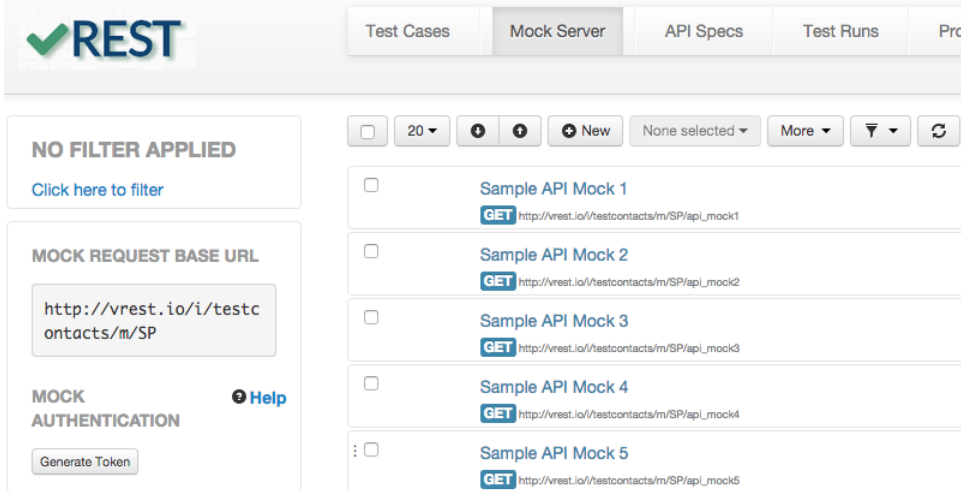 REST
Test Cases
Mock Server
API Specs
Test Runs
Pro
NO FILTER APPLIED
Click here to filter
MOCK REQUEST BASE URL
http://vrest.io/i/testc
ontacts/m/SP
MOCK
AUTHENTICATION
Help
Generate Token
20
New
None selected
More
Sample API Mock 1
GET http://vrest.io/i/testcontacts/m/SP/api_mock1
Sample API Mock 2
GET http://vrest.io/i/testcontacts/m/SP/api_mock2
Sample API Mock 3
GET http://vrest.io/i/testcontacts/m/SP/api_mock3
Sample API Mock 4
GET http://vrest.io/i/testcontacts/m/SP/api_mock4
Sample API Mock 5
GET http://vrest.io/i/testcontacts/m/SP/api_mock5